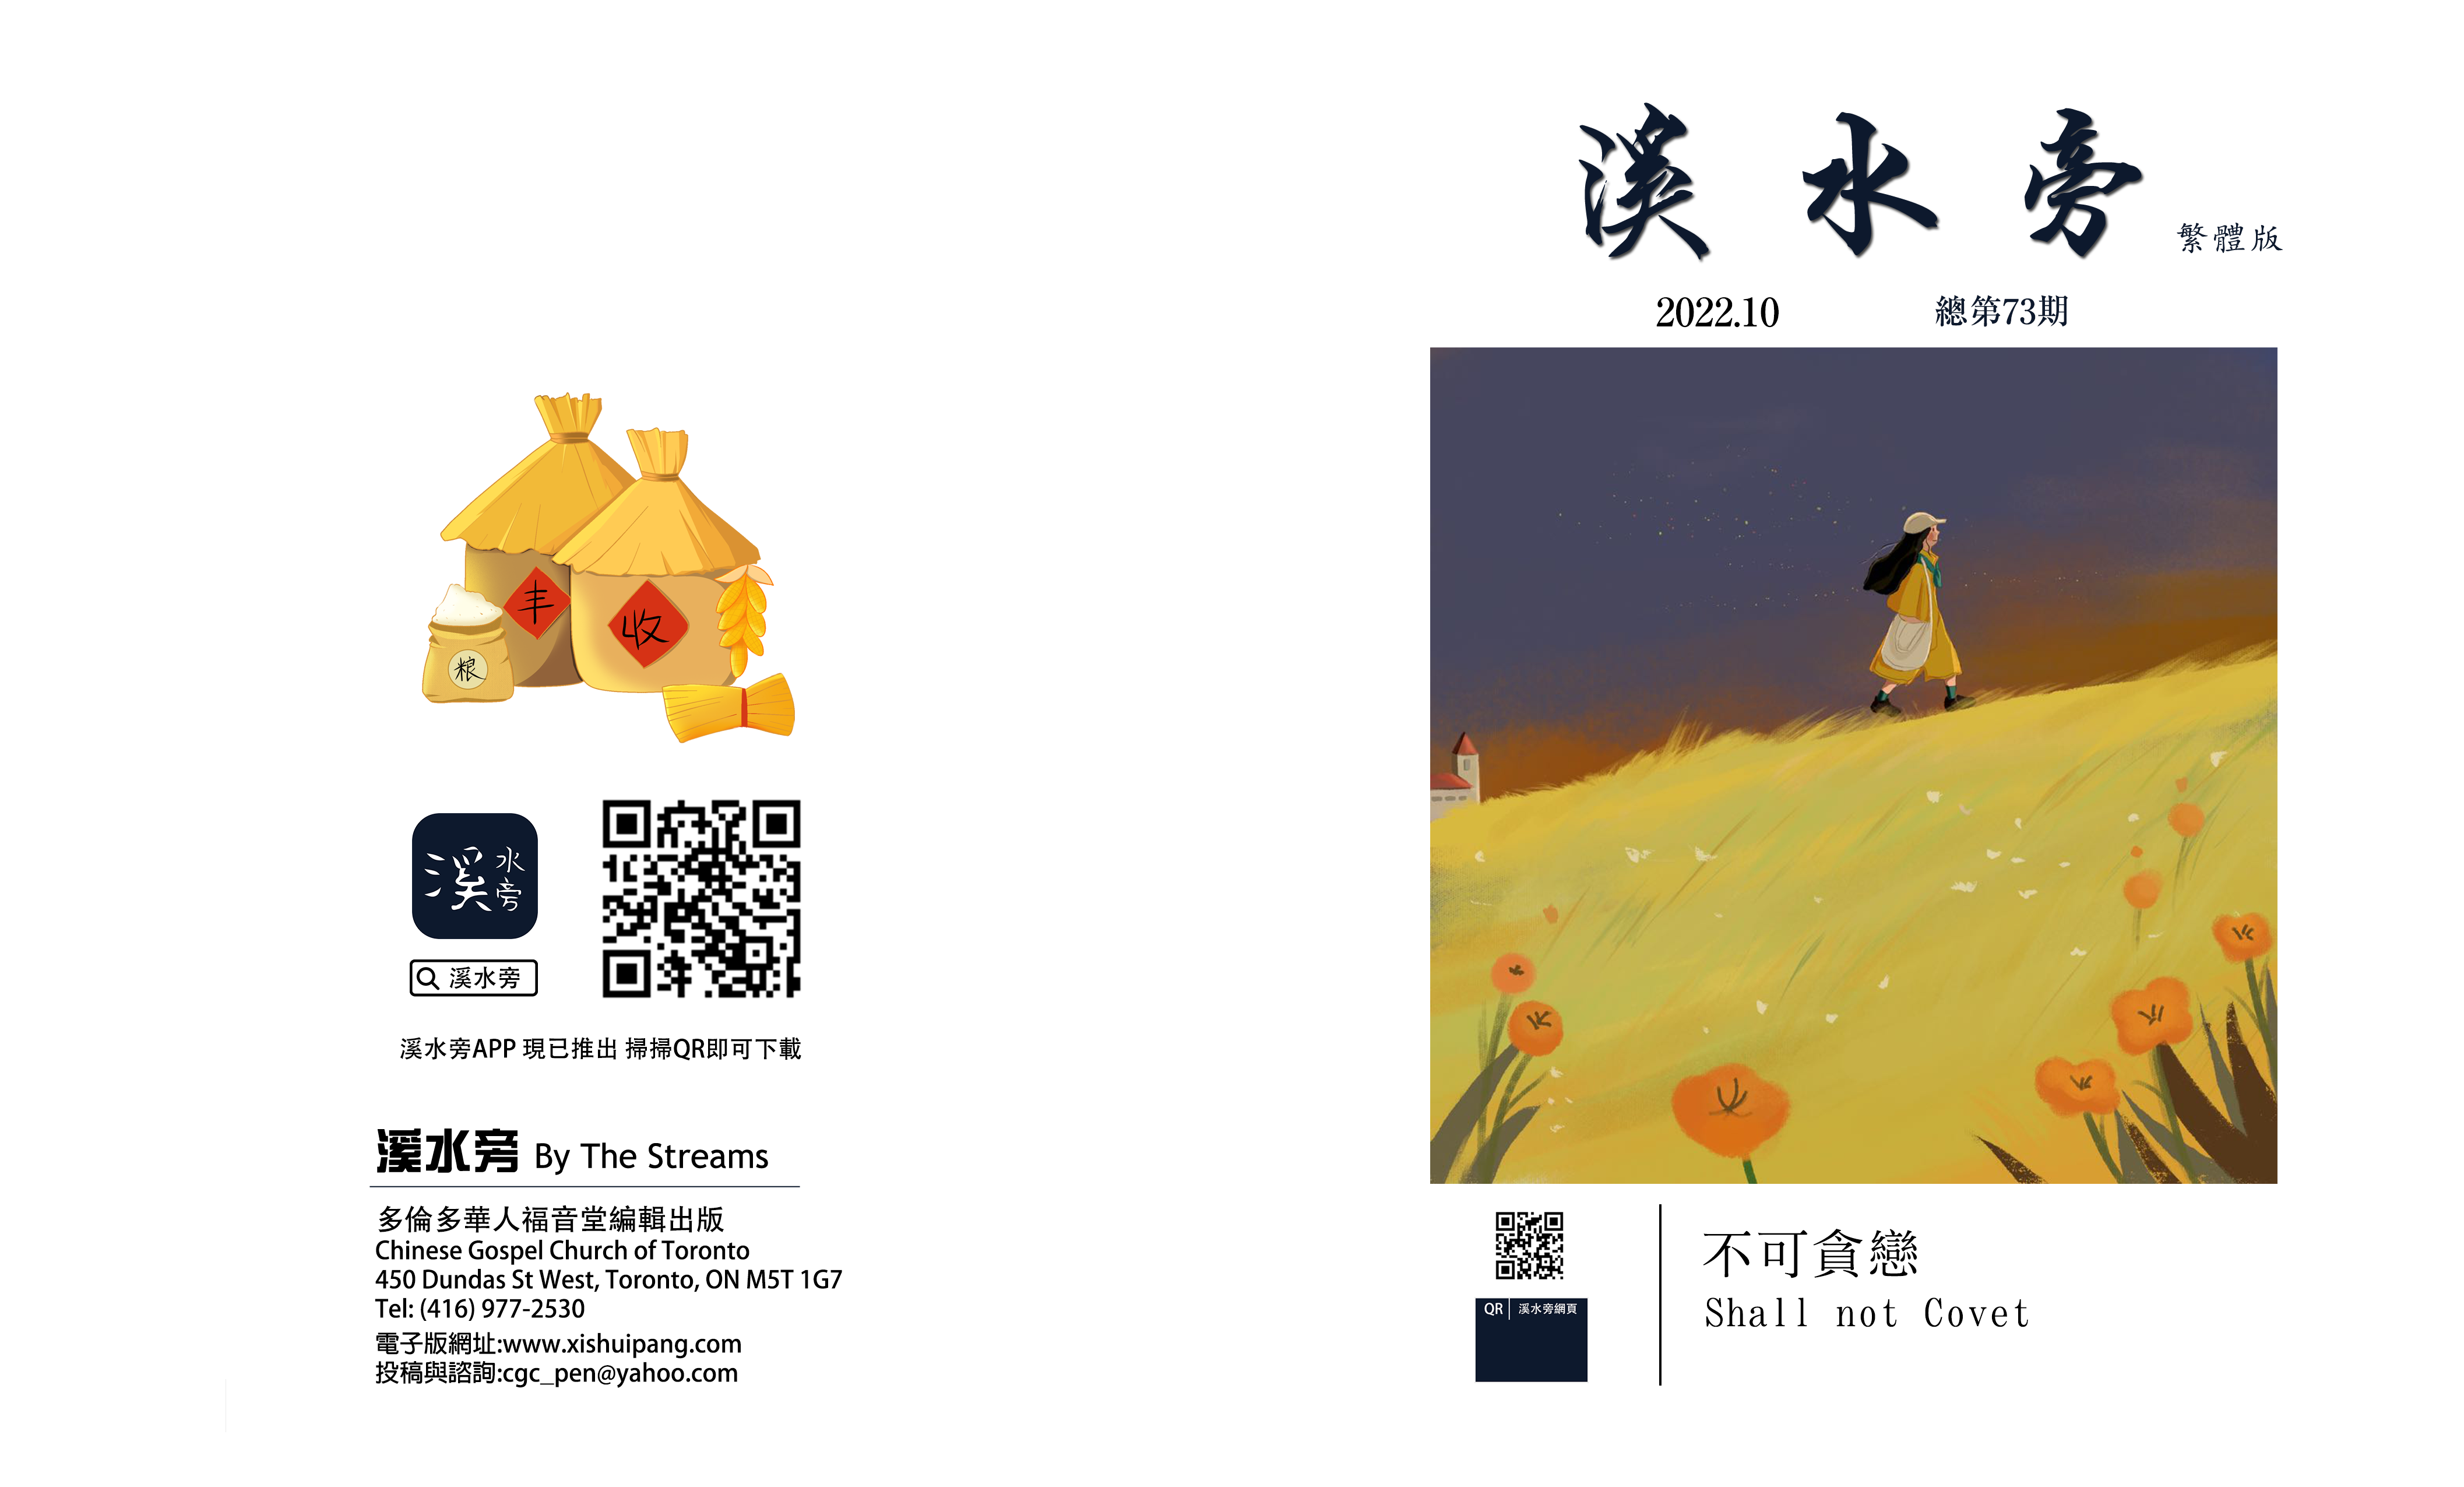 溪水旁
繁體版
2022.10
總第73期
QR 溪水旁網頁
不可貪戀
Shall not Covet
丰
收
粮
溪水旁
溪水旁
溪水旁APP 現已推出 掃掃QR即可下載
溪水旁 By The Streams
多倫多華人福音堂編輯出版
Chinese Gospel Church of Toronto
450 Dundas St West, Toronto, ON M5T 1G7
Tel: (416) 977-2530
電子版網址:www.xishuipang.com
投稿與諮詢:cgc_pen@yahoo.com